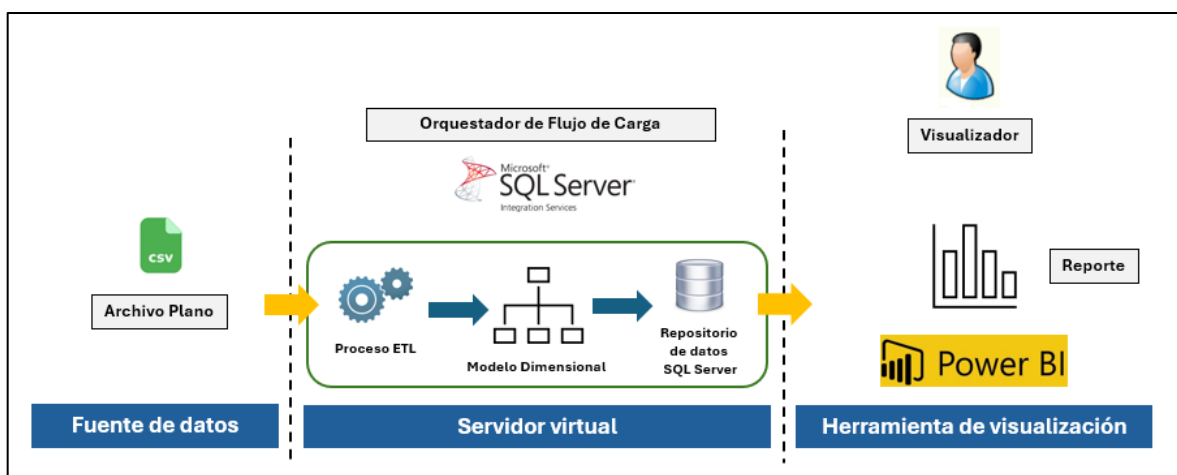 Visualizador
Orquestador de Flujo de Carga
Microsoft®
SQL Server
Integration Services
csv
Archivo Plano
Proceso ETL
Modelo Dimensional
Repositorio
de datos
SQL Server
Reporte
Power BI
Fuente de datos
Servidor virtual
Herramienta de visualización